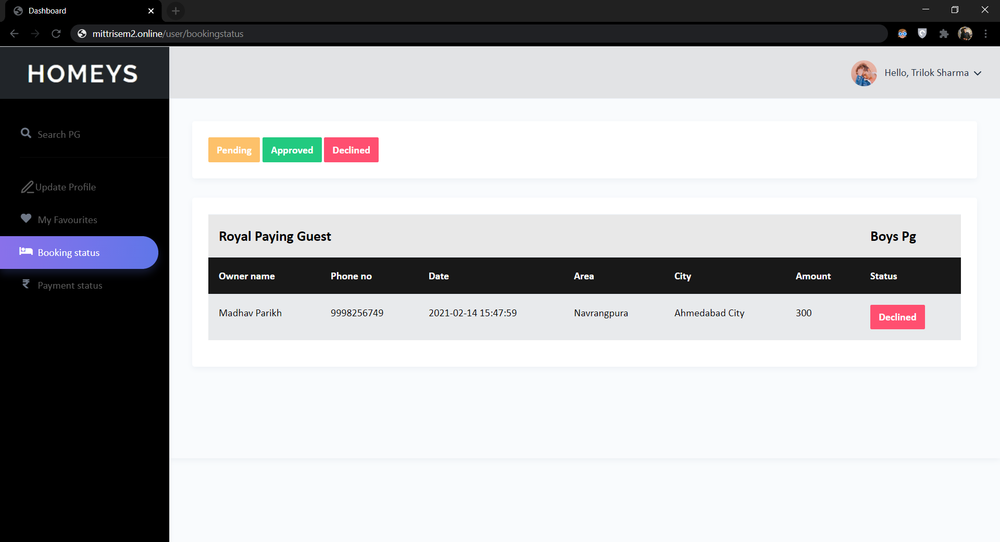 Dashboard
mittrisem2.online/user/bookingstatus
HOMEYS
Hello, Trilok Sharma
Search PG
Update Profile
My Favourites
Booking status
Payment status
Pending Approved Declined
Royal Paying Guest Boys Pg
Owner name Phone no Date Area City Amount Status
Madhav Parikh 9998256749 2021-02-14 15:47:59 Navrangpura Ahmedabad City 300 Declined